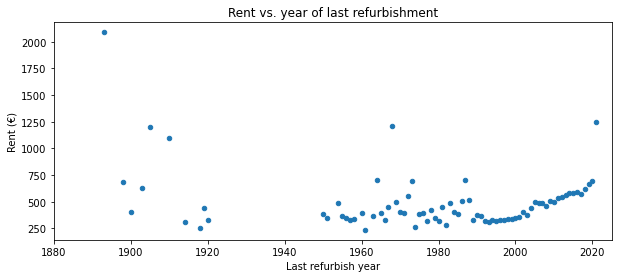 Rent vs. year of last refurbishment
Rent (€)
2000
1750
1500
1250
1000
750
500
250
1880 1900 1920 1940 1960 1980 2000 2020
Last refurbish year